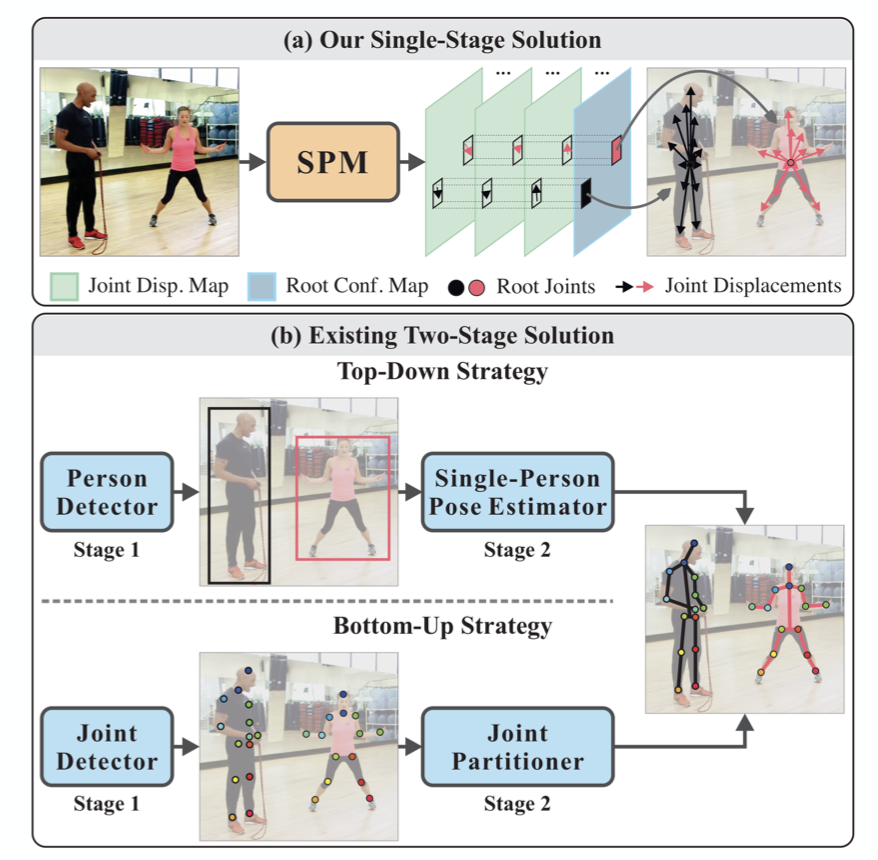 (a) Our Single-Stage Solution
... ... ...
SPM
Joint Disp. Map
Root Conf. Map
Root Joints
Joint Displacements
(b) Existing Two-Stage Solution
Top-Down Strategy
Person
Detector
Stage 1
Single-Person
Pose Estimator
Stage 2
Bottom-Up Strategy
Joint
Detector
Stage 1
Joint
Partitioner
Stage 2